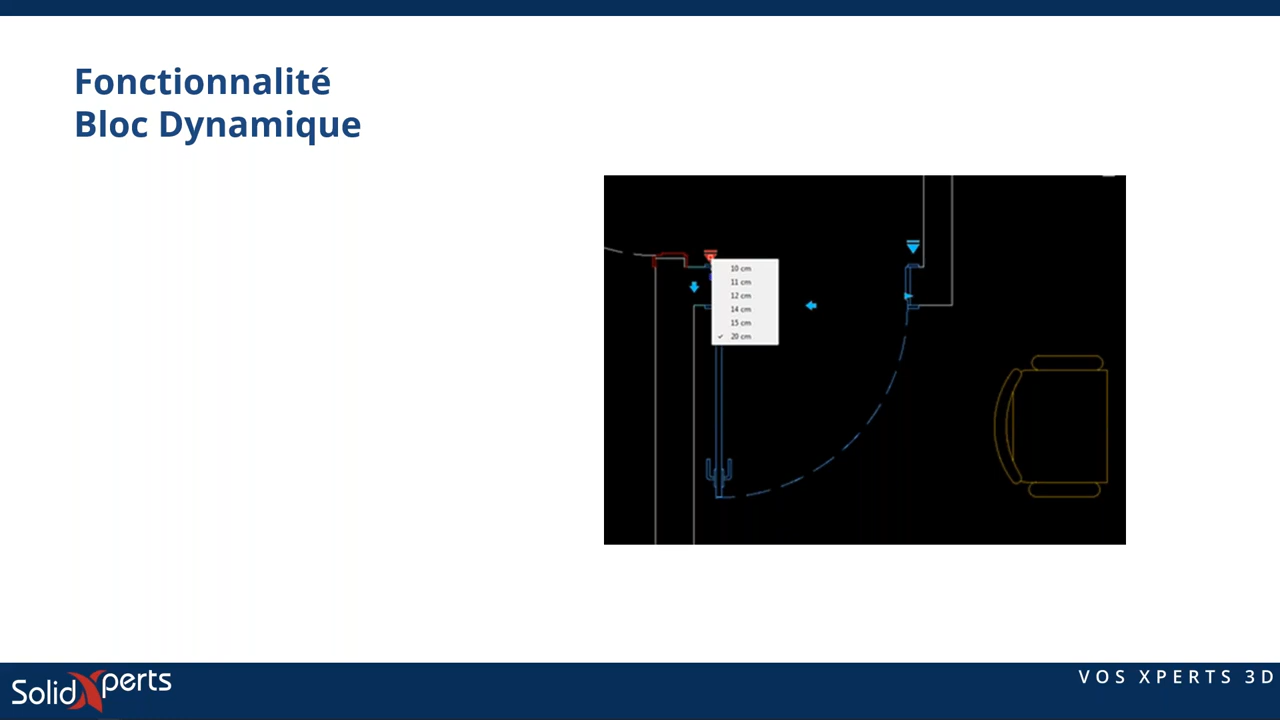 Fonctionnalité
Bloc Dynamique
10 cm
11 cm
12 cm
14 cm
15 cm
✓ 20 cm
SolidXperts
VOS XPERTS 3D